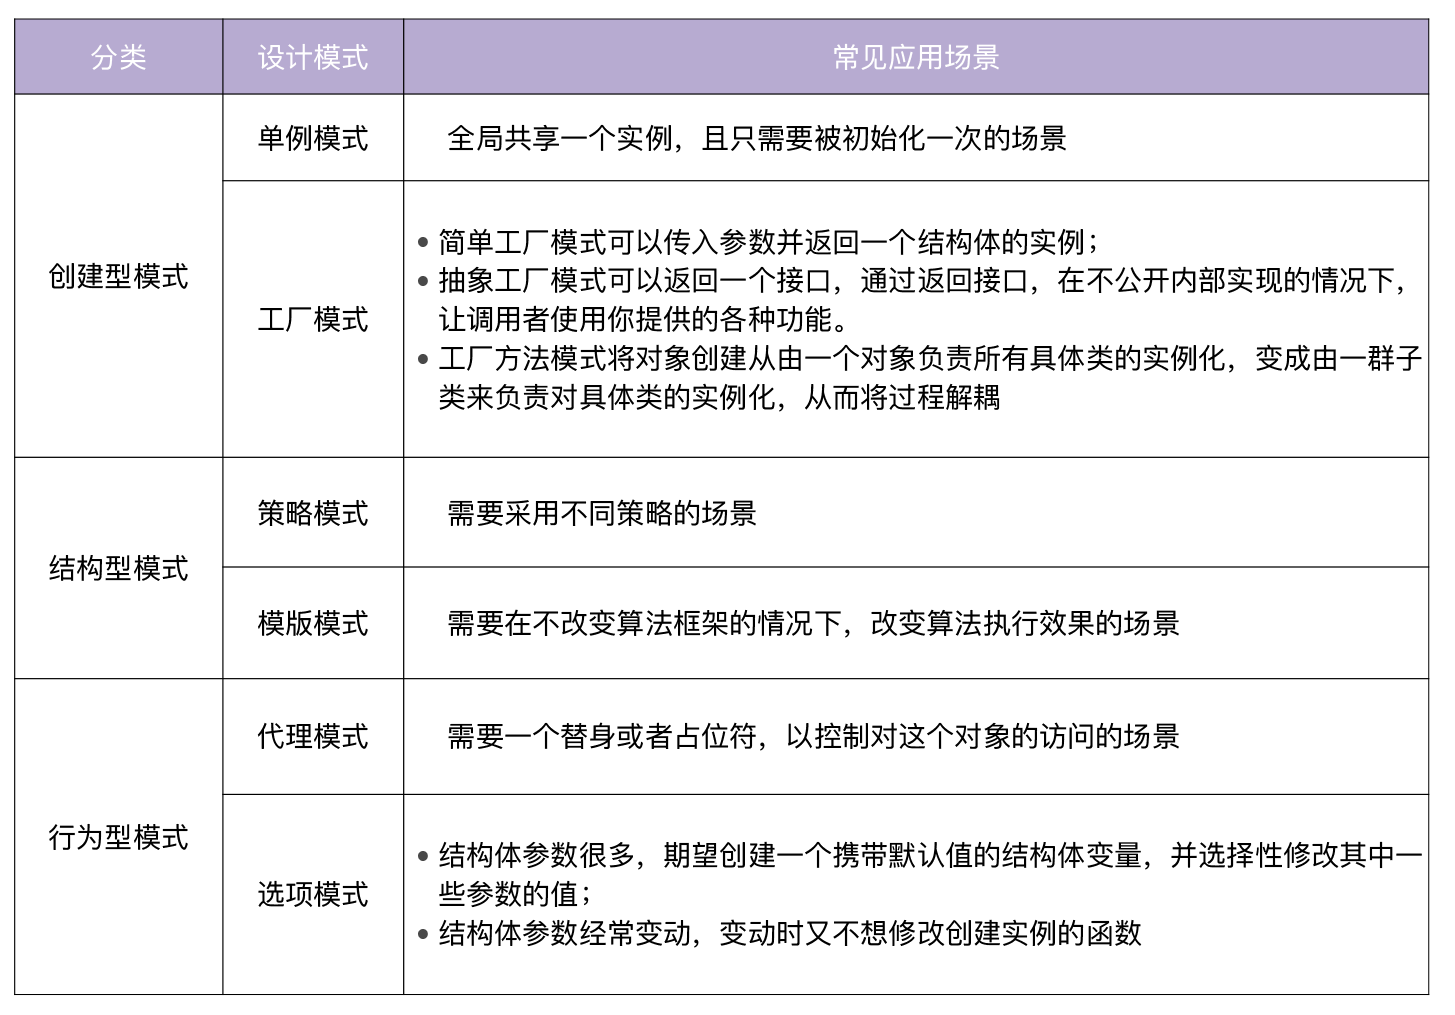 分类
设计模式
常见应用场景
创建型模式
单例模式
全局共享一个实例，且只需要被初始化一次的场景
工厂模式
• 简单工厂模式可以传入参数并返回一个结构体的实例；
• 抽象工厂模式可以返回一个接口，通过返回接口，在不公开内部实现的情况下，
让调用者使用你提供的各种功能。
• 工厂方法模式将对象创建从由一个对象负责所有具体类的实例化，变成由一群子
类来负责对具体类的实例化，从而将过程解耦
结构型模式
策略模式
需要采用不同策略的场景
模版模式
需要在不改变算法框架的情况下，改变算法执行效果的场景
行为型模式
代理模式
需要一个替身或者占位符，以控制对这个对象的访问的场景
选项模式
• 结构体参数很多，期望创建一个携带默认值的结构体变量，并选择性修改其中一
些参数的值；
• 结构体参数经常变动，变动时又不想修改创建实例的函数